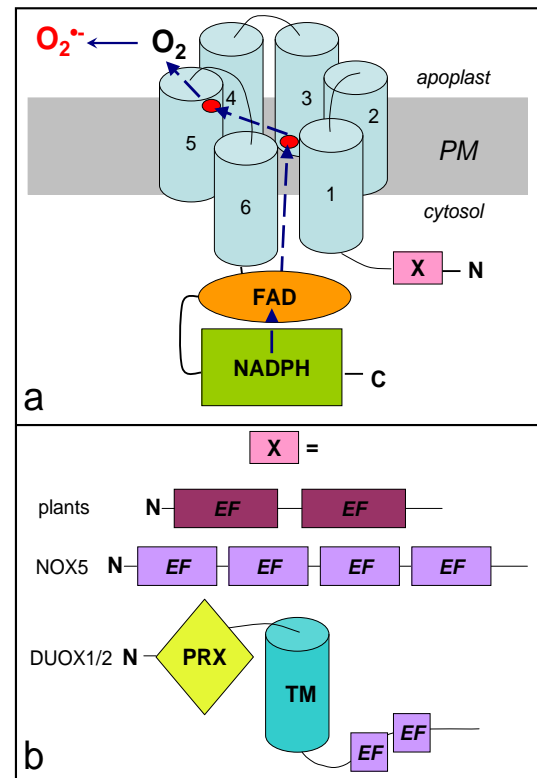 O2•- O2
apoplast
4 3
2
5
PM
1
6
cytosol
X N
FAD
NADPH
C
a
X =
plants N EF EF
NOX5 N EF EF EF EF
DUOX1/2 N PRX
TM
EF
EF
b